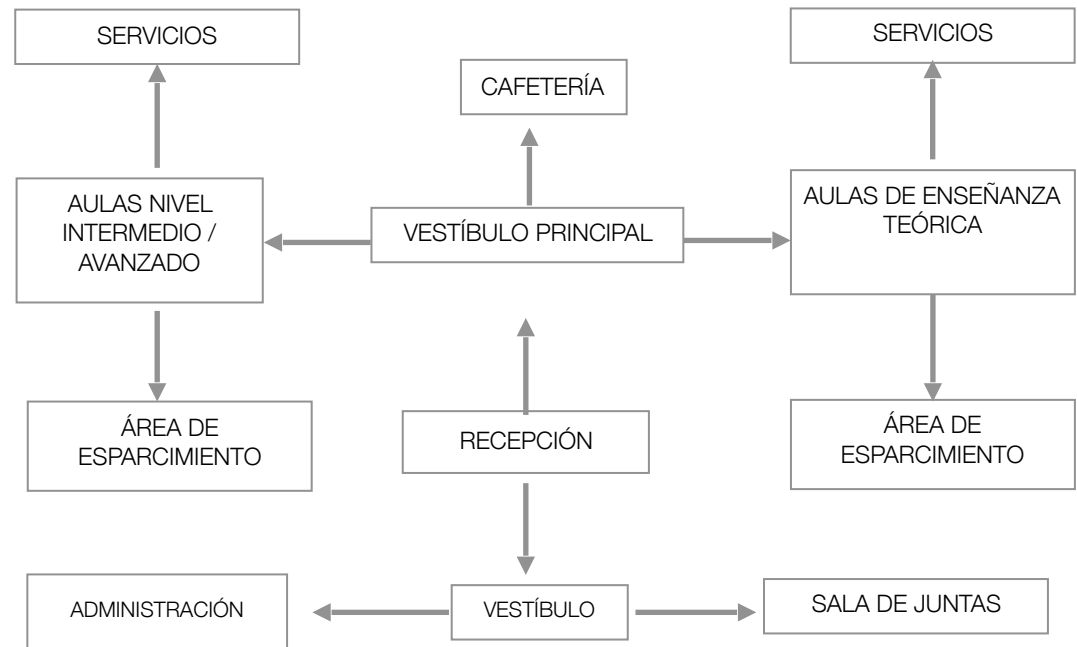 SERVICIOS
SERVICIOS
CAFETERÍA
AULAS NIVEL
INTERMEDIO /
AVANZADO
VESTÍBULO PRINCIPAL
AULAS DE ENSEÑANZA
TEÓRICA
ÁREA DE
ESPARCIMIENTO
RECEPCIÓN
ÁREA DE
ESPARCIMIENTO
ADMINISTRACIÓN
VESTÍBULO
SALA DE JUNTAS